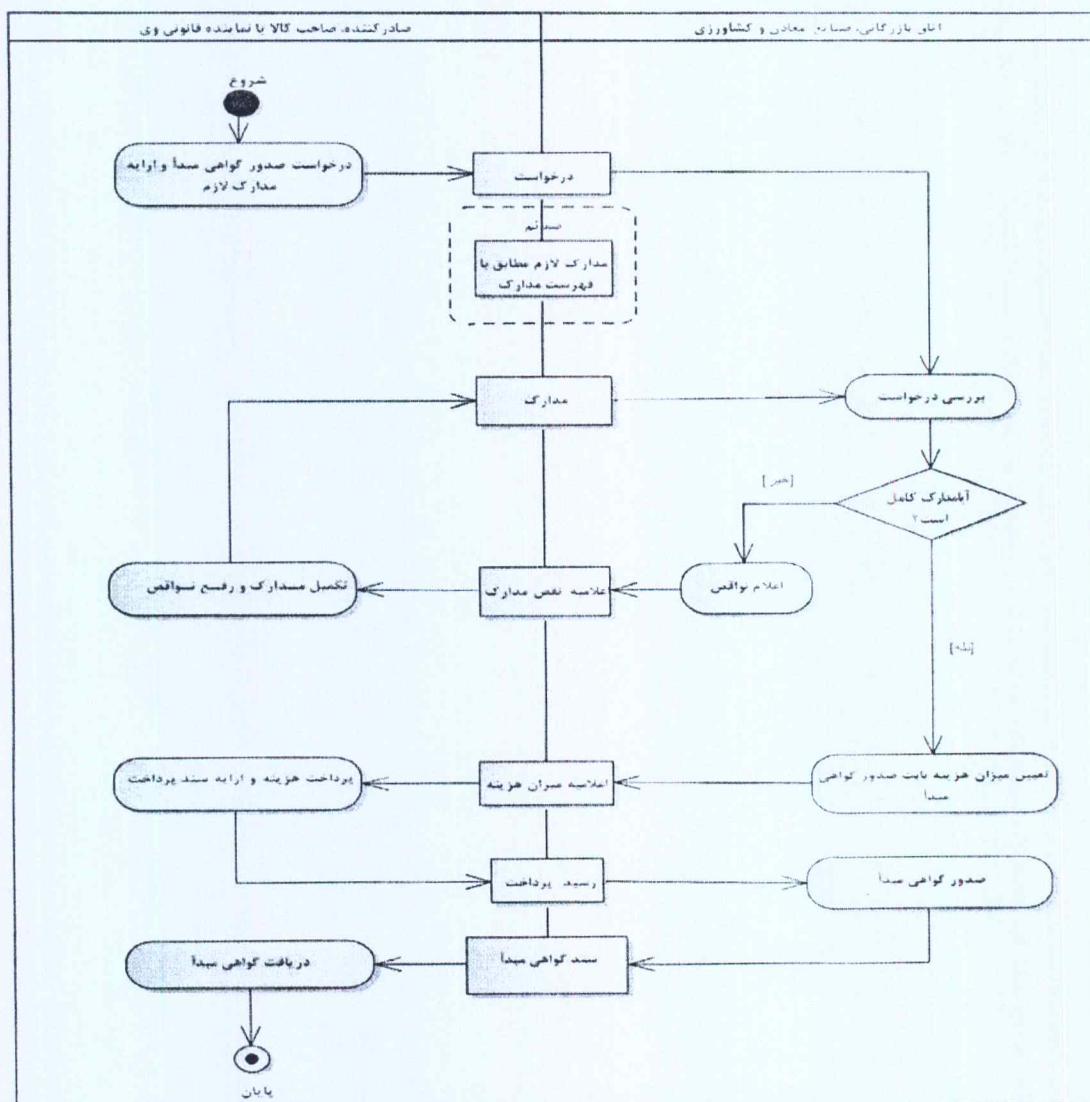 صادرکننده، صاحب کالا یا نماینده قانونی وی
اتاق بازرگانی، صنایع معادن و کشاورزی
شروع
درخواست صدور گواهی مبدأ و ارایه
مدارک لازم
درخواست
ضمائم
مدارک لازم مطابق با
فهرست مدارک
مدارک
بررسی درخواست
آیامدارک کامل
است؟
[خیر]
اعلام نواقص
اعلامیه نقص مدارک
تکمیل مدارک و رفع نواقص
[بله]
تعیین میزان هزینه بابت صدور گواهی
مبدأ
اعلامیه میزان هزینه
پرداخت هزینه و ارایه سند پرداخت
رسید پرداخت
صدور گواهی مبدأ
سند گواهی مبدأ
دریافت گواهی مبدأ
پایان